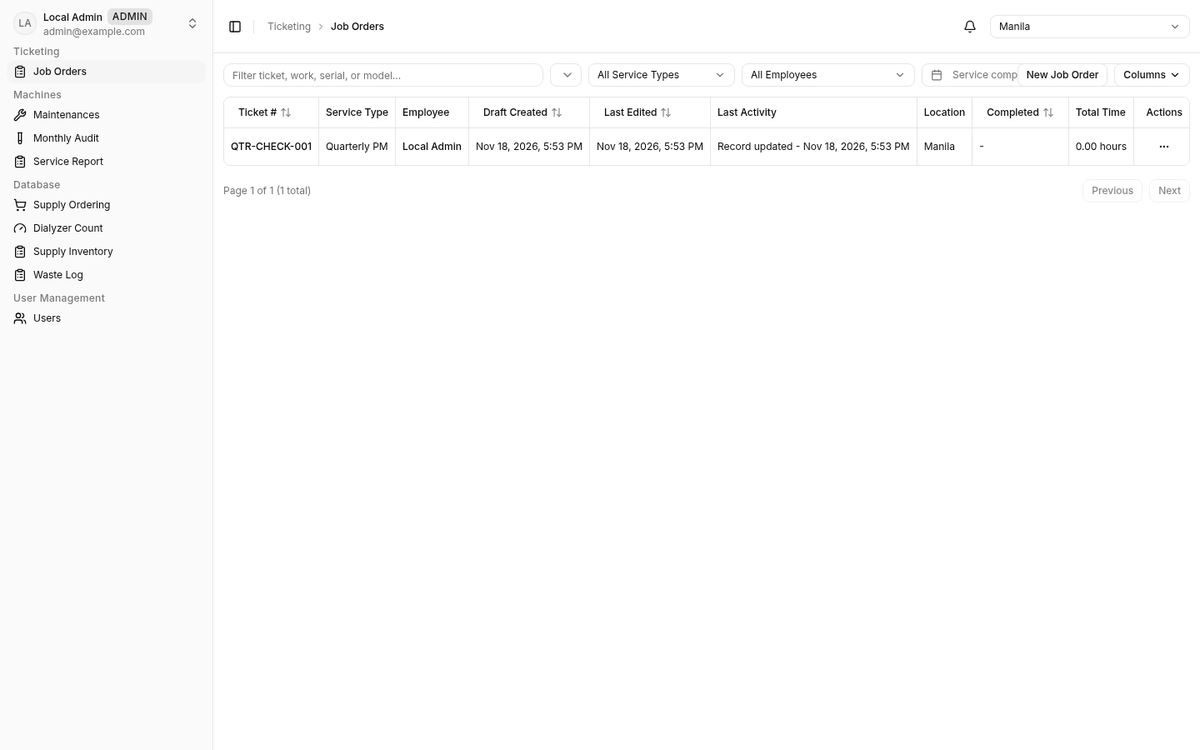 LA
Local Admin ADMIN
admin@example.com
Ticketing
Job Orders
Machines
Maintenances
Monthly Audit
Service Report
Database
Supply Ordering
Dialyzer Count
Supply Inventory
Waste Log
User Management
Users
Ticketing > Job Orders
Manila
Filter ticket, work, serial, or model...
All Service Types
All Employees
Service comp
New Job Order
Columns
Ticket # Service Type Employee Draft Created Last Edited Last Activity Location Completed Total Time Actions
QTR-CHECK-001 Quarterly PM Local Admin Nov 18, 2026, 5:53 PM Nov 18, 2026, 5:53 PM Record updated - Nov 18, 2026, 5:53 PM Manila - 0.00 hours ...
Page 1 of 1 (1 total)
Previous
Next